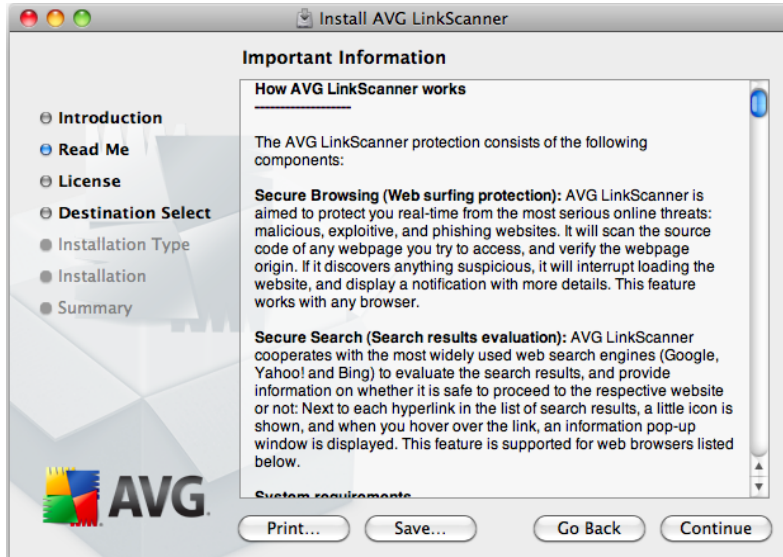 Install AVG LinkScanner
Important Information
Introduction
Read Me
License
Destination Select
Installation Type
Installation
Summary
How AVG LinkScanner works
-------------------
The AVG LinkScanner protection consists of the following
components:
Secure Browsing (Web surfing protection): AVG LinkScanner is
aimed to protect you real-time from the most serious online threats:
malicious, exploitive, and phishing websites. It will scan the source
code of any webpage you try to access, and verify the webpage
origin. If it discovers anything suspicious, it will interrupt loading the
website, and display a notification with more details. This feature
works with any browser.
Secure Search (Search results evaluation): AVG LinkScanner
cooperates with the most widely used web search engines (Google,
Yahoo! and Bing) to evaluate the search results, and provide
information on whether it is safe to proceed to the respective website
or not: Next to each hyperlink in the list of search results, a little icon is
shown, and when you hover over the link, an information pop-up
window is displayed. This feature is supported for web browsers listed
below.
System requirements
AVG
Print...
Save...
Go Back
Continue